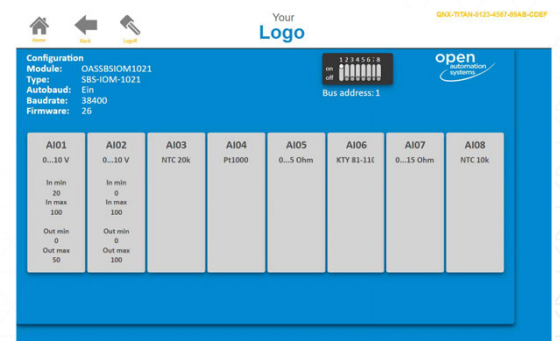 Home
Back
Logoff
Your
Logo
QNX-TITAN-0123-4567-89AB-CDEF
Configuration
Module: OASSBSIOM1021
Type: SBS-IOM-1021
Autobaud: Ein
Baudrate: 38400
Firmware: 26
1 2 3 4 5 6 7 8
on
off
Bus address: 1
open
automation
systems
AI01
0...10 V
In min
20
In max
100
Out min
0
Out max
50
AI02
0...10 V
In min
0
In max
100
Out min
0
Out max
100
AI03
NTC 20k
AI04
Pt1000
AI05
0...5 Ohm
AI06
KTY 81-11(
AI07
0...15 Ohm
AI08
NTC 10k